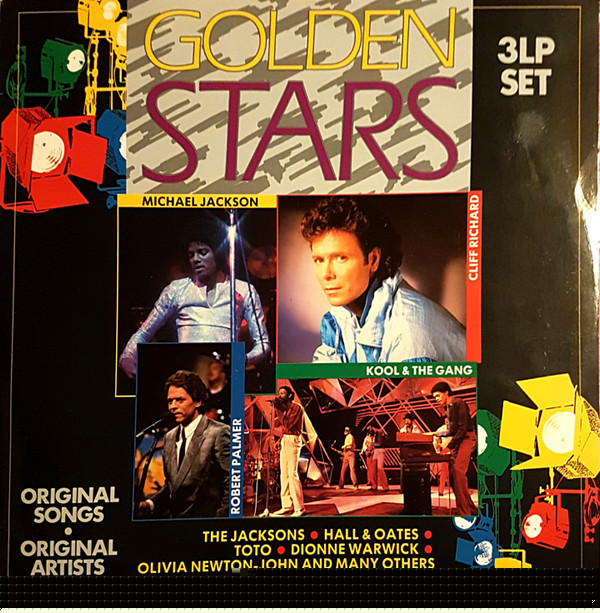 GOLDEN
STARS
3LP
SET
MICHAEL JACKSON
CLIFF RICHARD
KOOL & THE GANG
ROBERT PALMER
ORIGINAL
SONGS
•
ORIGINAL
ARTISTS
THE JACKSONS • HALL & OATES •
TOTO • DIONNE WARWICK •
OLIVIA NEWTON-JOHN AND MANY OTHERS